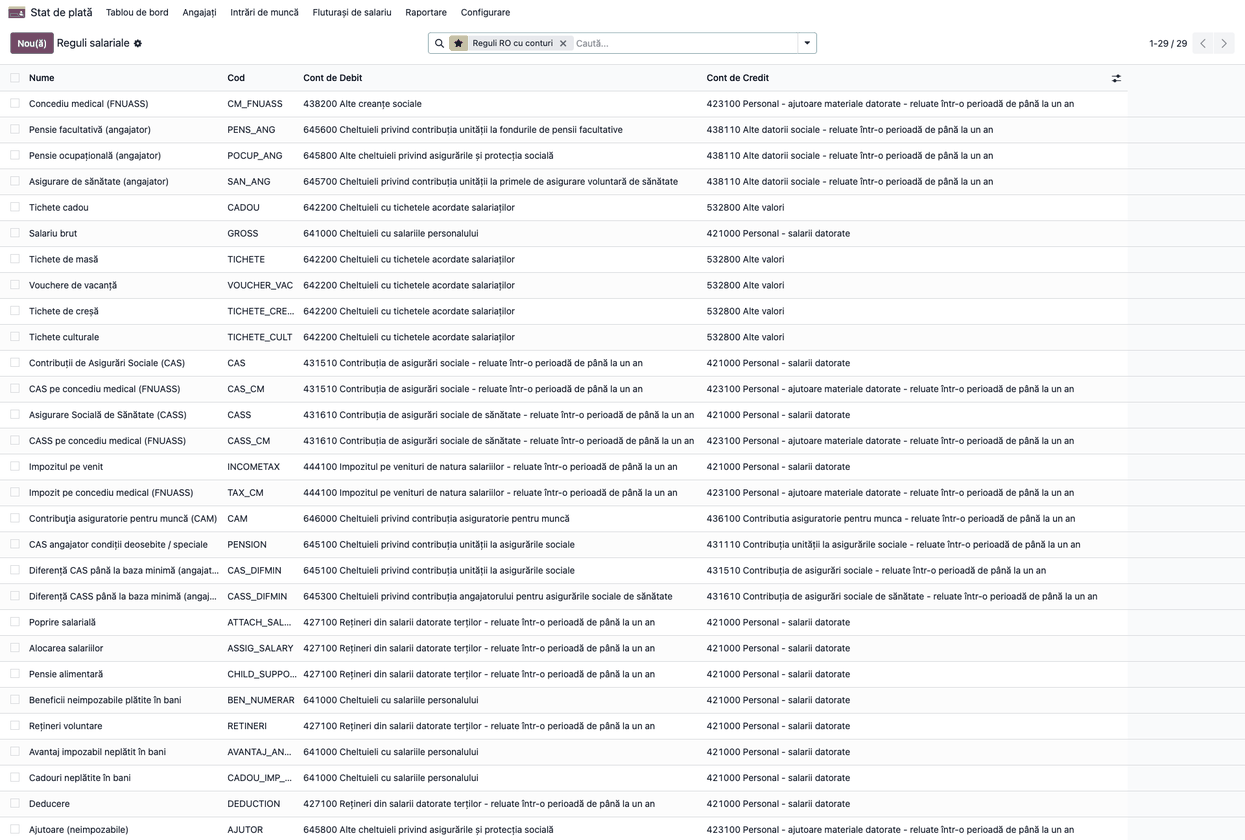 Stat de plată Tablou de bord Angajați Intrări de muncă Fluturași de salariu Raportare Configurare
Nou(ă) Reguli salariale Reguli RO cu conturi Caută... 1-29 / 29
Nume Cod Cont de Debit Cont de Credit
Concediu medical (FNUASS) CM_FNUASS 438200 Alte creanțe sociale 423100 Personal - ajutoare materiale datorate - reluate într-o perioadă de până la un an
Pensie facultativă (angajator) PENS_ANG 645600 Cheltuieli privind contribuția unității la fondurile de pensii facultative 438110 Alte datorii sociale - reluate într-o perioadă de până la un an
Pensie ocupațională (angajator) POCUP_ANG 645800 Alte cheltuieli privind asigurările și protecția socială 438110 Alte datorii sociale - reluate într-o perioadă de până la un an
Asigurare de sănătate (angajator) SAN_ANG 645700 Cheltuieli privind contribuția unității la primele de asigurare voluntară de sănătate 438110 Alte datorii sociale - reluate într-o perioadă de până la un an
Tichete cadou CADOU 642200 Cheltuieli cu tichetele acordate salariaților 532800 Alte valori
Salariu brut GROSS 641000 Cheltuieli cu salariile personalului 421000 Personal - salarii datorate
Tichete de masă TICHETE 642200 Cheltuieli cu tichetele acordate salariaților 532800 Alte valori
Vouchere de vacanță VOUCHER_VAC 642200 Cheltuieli cu tichetele acordate salariaților 532800 Alte valori
Tichete de creșă TICHETE_CRE... 642200 Cheltuieli cu tichetele acordate salariaților 532800 Alte valori
Tichete culturale TICHETE_CULT 642200 Cheltuieli cu tichetele acordate salariaților 532800 Alte valori
Contribuții de Asigurări Sociale (CAS) CAS 431510 Contribuția de asigurări sociale - reluate într-o perioadă de până la un an 421000 Personal - salarii datorate
CAS pe concediu medical (FNUASS) CAS_CM 431510 Contribuția de asigurări sociale - reluate într-o perioadă de până la un an 423100 Personal - ajutoare materiale datorate - reluate într-o perioadă de până la un an
Asigurare Socială de Sănătate (CASS) CASS 431610 Contribuția de asigurări sociale de sănătate - reluate într-o perioadă de până la un an 421000 Personal - salarii datorate
CASS pe concediu medical (FNUASS) CASS_CM 431610 Contribuția de asigurări sociale de sănătate - reluate într-o perioadă de până la un an 423100 Personal - ajutoare materiale datorate - reluate într-o perioadă de până la un an
Impozitul pe venit INCOMETAX 444100 Impozitul pe venituri de natura salariilor - reluate într-o perioadă de până la un an 421000 Personal - salarii datorate
Impozit pe concediu medical (FNUASS) TAX_CM 444100 Impozitul pe venituri de natura salariilor - reluate într-o perioadă de până la un an 423100 Personal - ajutoare materiale datorate - reluate într-o perioadă de până la un an
Contribuția asiguratorie pentru muncă (CAM) CAM 646000 Cheltuieli privind contribuția asiguratorie pentru muncă 436100 Contributia asiguratorie pentru munca - reluate într-o perioadă de până la un an
CAS angajator condiții deosebite / speciale PENSION 645100 Cheltuieli privind contribuția unității la asigurările sociale 431110 Contribuția unității la asigurările sociale - reluate într-o perioadă de până la un an
Diferență CAS până la baza minimă (angajat... CAS_DIFMIN 645100 Cheltuieli privind contribuția unității la asigurările sociale 431510 Contribuția de asigurări sociale - reluate într-o perioadă de până la un an
Diferență CASS până la baza minimă (angaj... CASS_DIFMIN 645300 Cheltuieli privind contribuția angajatorului pentru asigurările sociale de sănătate 431610 Contribuția de asigurări sociale de sănătate - reluate într-o perioadă de până la un an
Poprire salarială ATTACH_SAL... 427100 Rețineri din salarii datorate terților - reluate într-o perioadă de până la un an 421000 Personal - salarii datorate
Alocarea salariilor ASSIG_SALARY 427100 Rețineri din salarii datorate terților - reluate într-o perioadă de până la un an 421000 Personal - salarii datorate
Pensie alimentară CHILD_SUPPO... 427100 Rețineri din salarii datorate terților - reluate într-o perioadă de până la un an 421000 Personal - salarii datorate
Beneficii neimpozabile plătite în bani BEN_NUMERAR 641000 Cheltuieli cu salariile personalului 421000 Personal - salarii datorate
Rețineri voluntare RETINERI 427100 Rețineri din salarii datorate terților - reluate într-o perioadă de până la un an 421000 Personal - salarii datorate
Avantaj impozabil neplătit în bani AVANTAJ_AN... 641000 Cheltuieli cu salariile personalului 421000 Personal - salarii datorate
Cadouri neplătite în bani CADOU_IMP_... 641000 Cheltuieli cu salariile personalului 421000 Personal - salarii datorate
Deducere DEDUCTION 427100 Rețineri din salarii datorate terților - reluate într-o perioadă de până la un an 421000 Personal - salarii datorate
Ajutoare (neimpozabile) AJUTOR 645800 Alte cheltuieli privind asigurările și protecția socială 423100 Personal - ajutoare materiale datorate - reluate într-o perioadă de până la un an